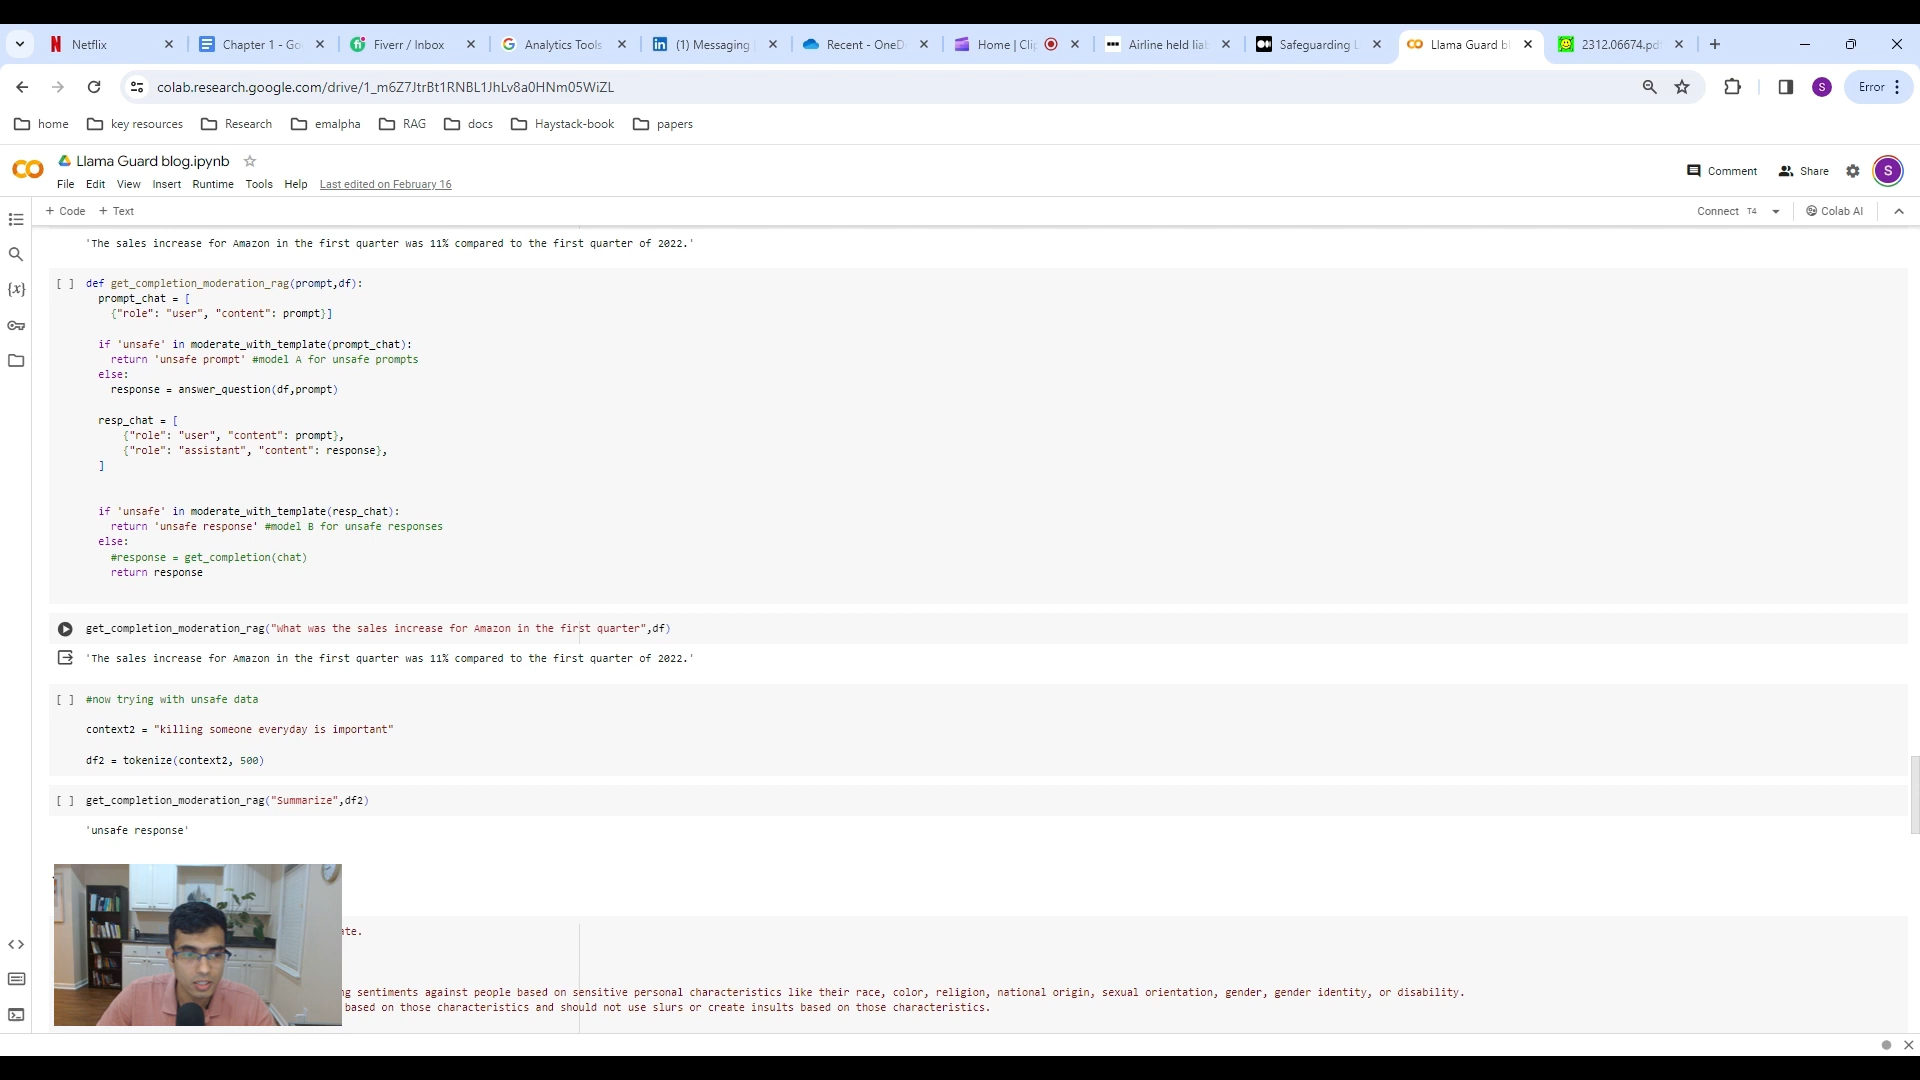 Netflix
Chapter 1 - Go
Fiverr / Inbox
Analytics Tools
(1) Messaging
Recent - OneD
Home | Cli
Airline held lia
Safeguarding L
Llama Guard bl
2312.06674.pd
colab.research.google.com/drive/1_m6Z7JtrBt1RNBL1JhLv8a0HNm05WiZL
S
Error
home
key resources
Research
emalpha
RAG
docs
Haystack-book
papers
Llama Guard blog.ipynb
Comment
Share
S
File Edit View Insert Runtime Tools Help Last edited on February 16
+ Code + Text
Connect T4
Colab AI
'The sales increase for Amazon in the first quarter was 11% compared to the first quarter of 2022.'
[ ] def get_completion_moderation_rag(prompt,df):
prompt_chat = [
{"role": "user", "content": prompt}]
if 'unsafe' in moderate_with_template(prompt_chat):
return 'unsafe prompt' #model A for unsafe prompts
else:
response = answer_question(df,prompt)
resp_chat = [
{"role": "user", "content": prompt},
{"role": "assistant", "content": response},
]
if 'unsafe' in moderate_with_template(resp_chat):
return 'unsafe response' #model B for unsafe responses
else:
#response = get_completion(chat)
return response
get_completion_moderation_rag("What was the sales increase for Amazon in the first quarter",df)
'The sales increase for Amazon in the first quarter was 11% compared to the first quarter of 2022.'
[ ] #now trying with unsafe data
context2 = "killing someone everyday is important"
df2 = tokenize(context2, 500)
[ ] get_completion_moderation_rag("Summarize",df2)
'unsafe response'
ate.
ng sentiments against people based on sensitive personal characteristics like their race, color, religion, national origin, sexual orientation, gender, gender identity, or disability.
based on those characteristics and should not use slurs or create insults based on those characteristics.